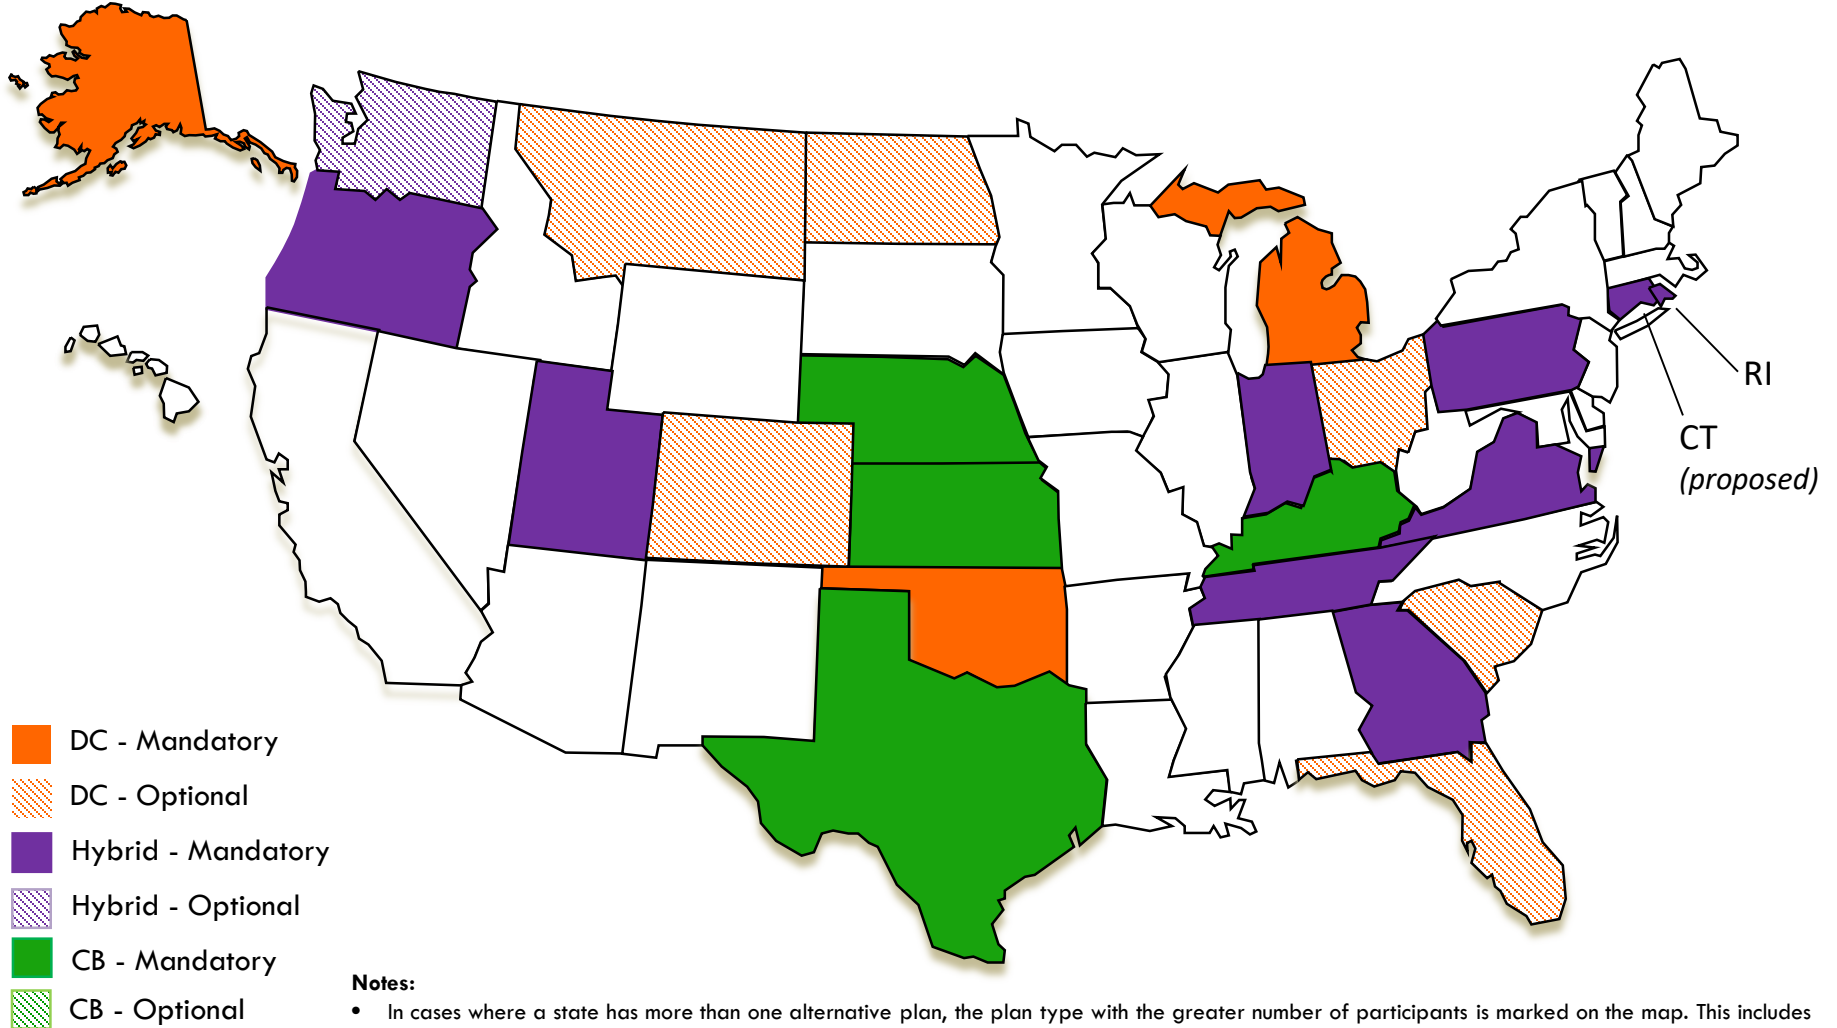 RI
CT
(proposed)
DC - Mandatory
DC - Optional
Hybrid - Mandatory
Hybrid - Optional
CB - Mandatory
CB - Optional
Notes:
• In cases where a state has more than one alternative plan, the plan type with the greater number of participants is marked on the map. This includes